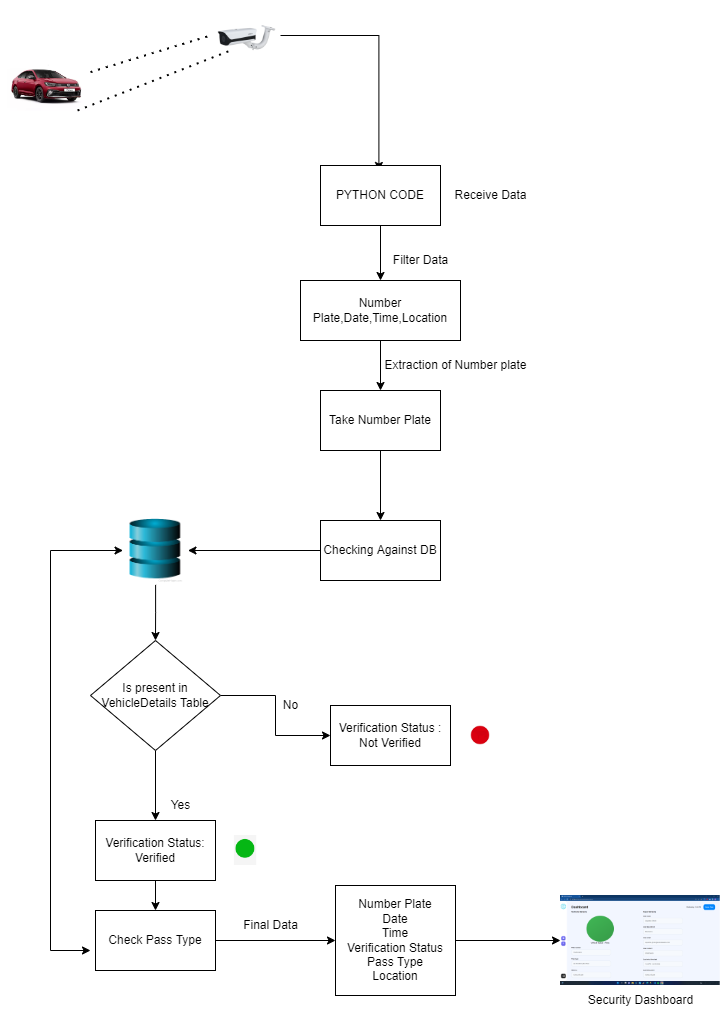 PYTHON CODE
Receive Data
Filter Data
Number
Plate,Date,Time,Location
Extraction of Number plate
Take Number Plate
Checking Against DB
Is present in
VehicleDetails Table
No
Verification Status :
Not Verified
Yes
Verification Status:
Verified
Check Pass Type
Final Data
Number Plate
Date
Time
Verification Status
Pass Type
Location
Dashboard
Security Dashboard